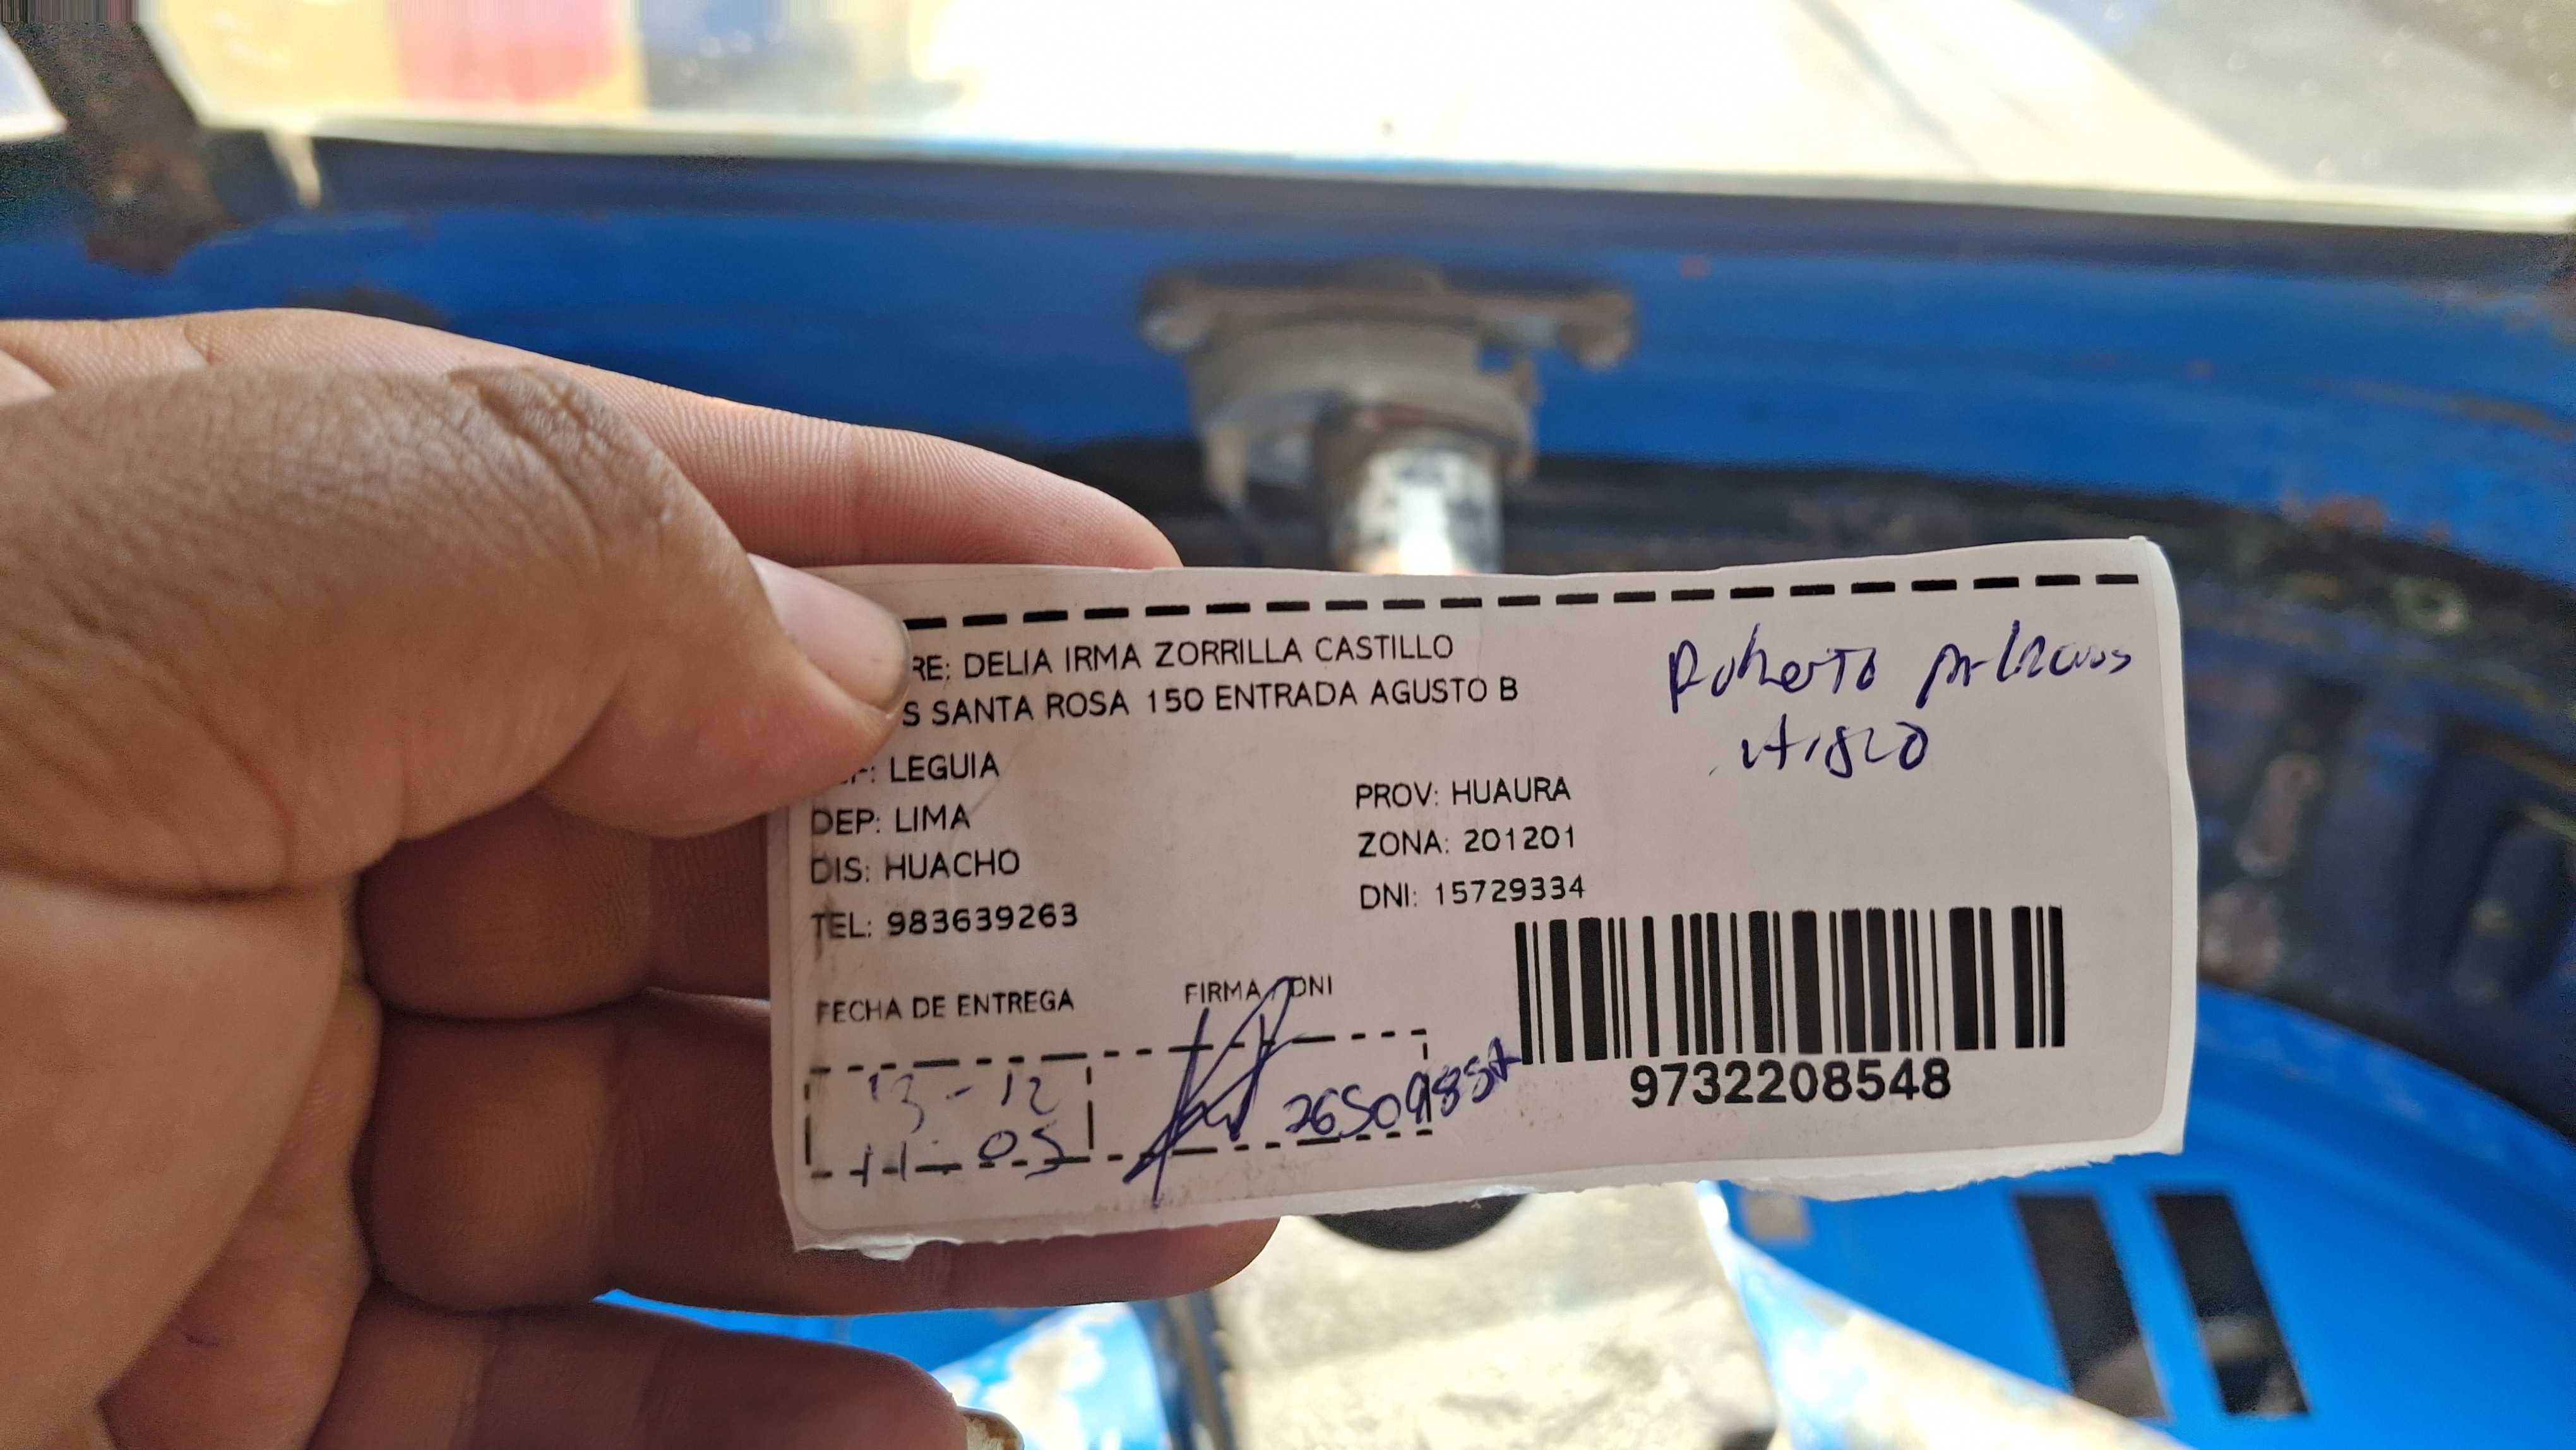 RE: DELIA IRMA ZORRILLA CASTILLO
S SANTA ROSA 150 ENTRADA AGUSTO B
F: LEGUIA
DEP: LIMA
DIS: HUACHO
TEL: 983639263
PROV: HUAURA
ZONA: 201201
DNI: 15729334
Roberto
FECHA DE ENTREGA
FIRMA DNI
13-12
11:05
9732208548